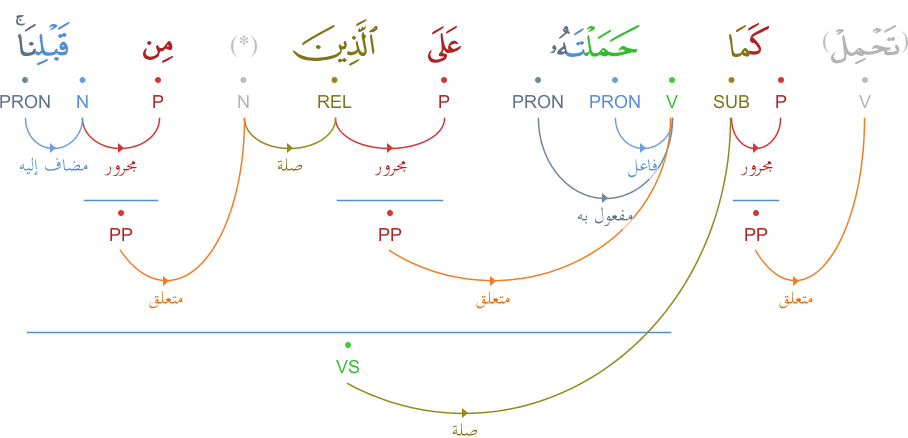 (تَحْمِلْ) كَمَا حَمَلْتَهُۥ عَلَى ٱلَّذِينَ (*) مِن قَبْلِنَا ۚ
V P SUB V PRON PRON P REL N P N PRON
مجرور فاعل مجرور صلة مجرور مضاف إليه
مفعول به
PP PP PP
متعلق متعلق متعلق
VS
صلة